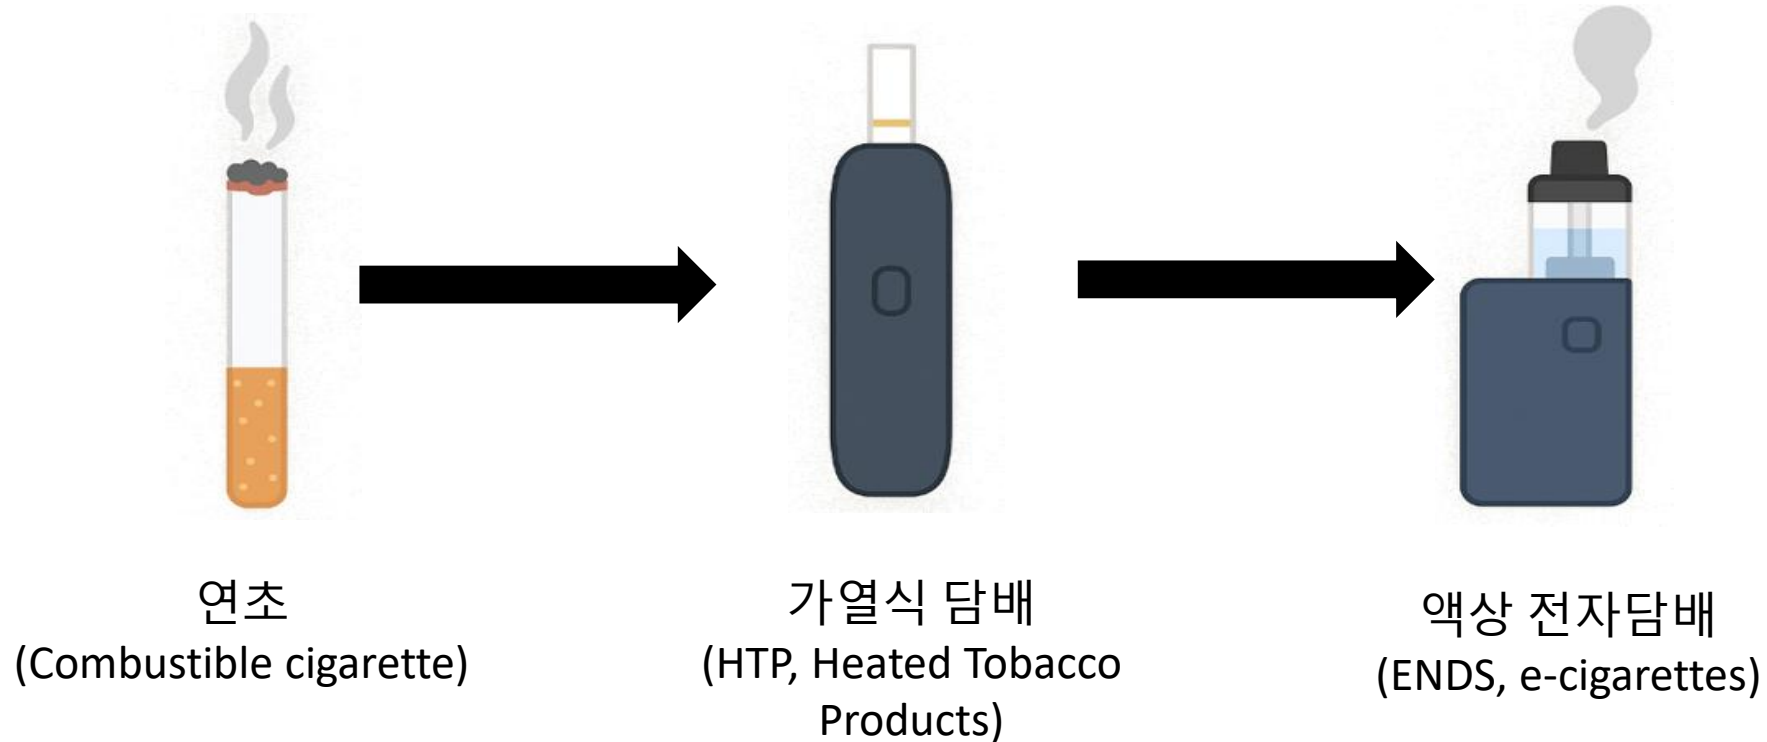 연초
(Combustible cigarette)
가열식 담배
(HTP, Heated Tobacco
Products)
액상 전자담배
(ENDS, e-cigarettes)